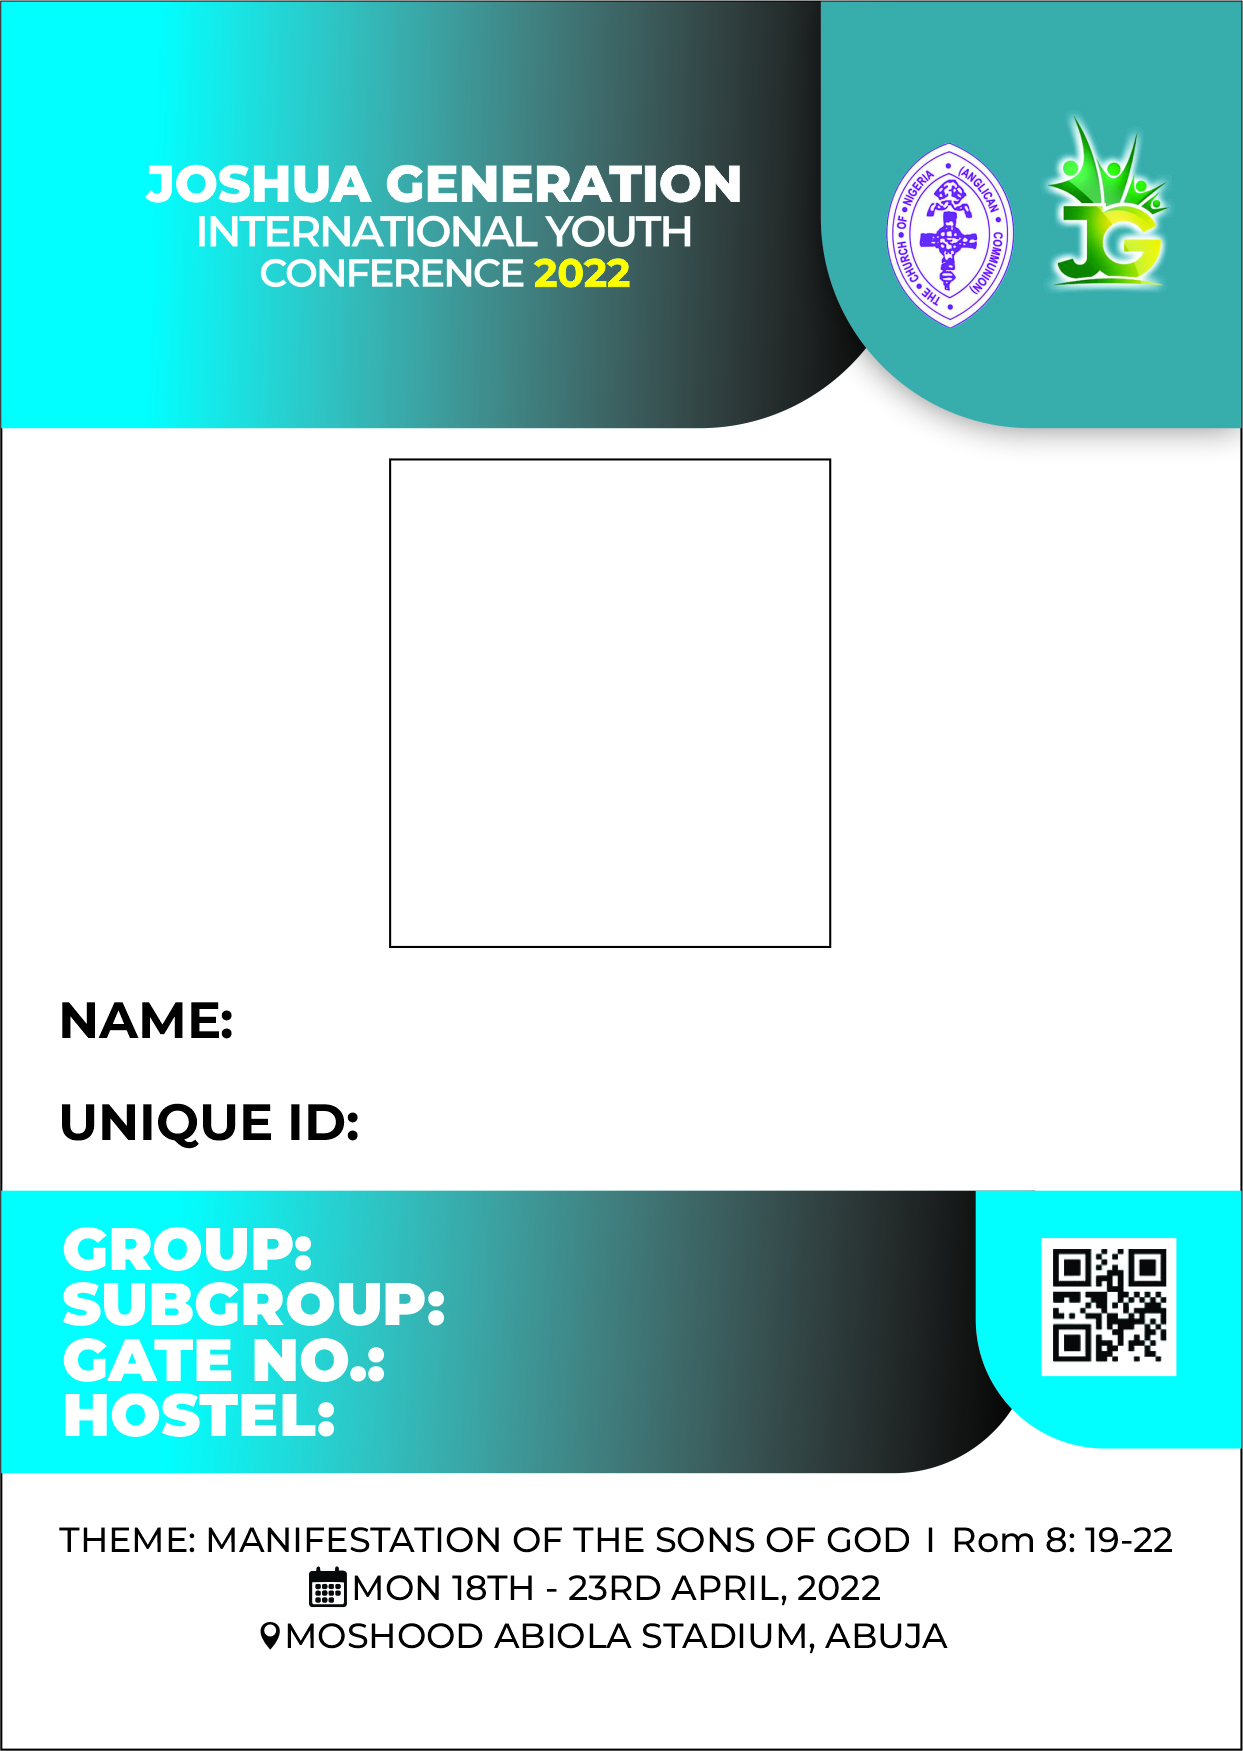 JOSHUA GENERATION
INTERNATIONAL YOUTH
CONFERENCE 2022
THE • CHURCH • OF • NIGERIA • (ANGLICAN • COMMUNION) •
JG
NAME:
UNIQUE ID:
GROUP:
SUBGROUP:
GATE NO.:
HOSTEL:
THEME: MANIFESTATION OF THE SONS OF GOD I Rom 8: 19-22
MON 18TH - 23RD APRIL, 2022
MOSHOOD ABIOLA STADIUM, ABUJA